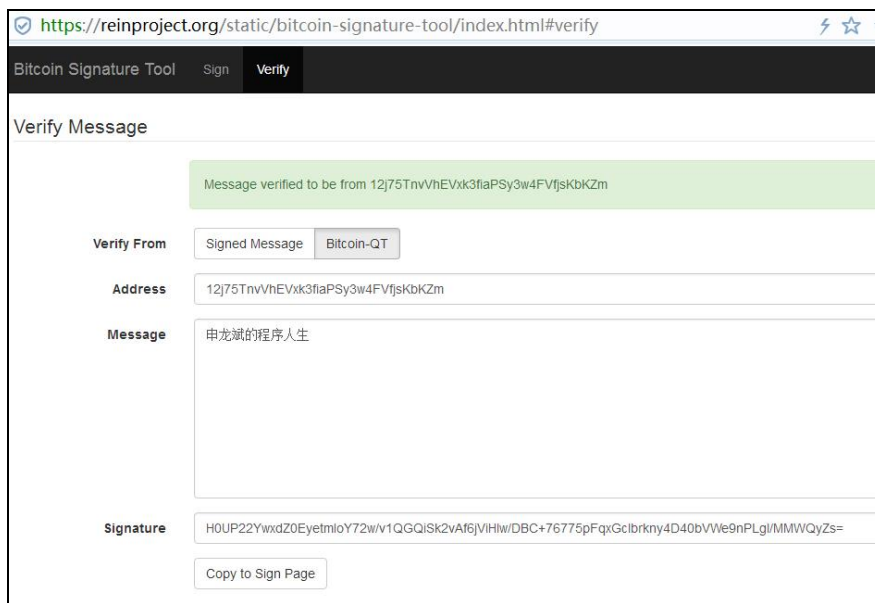 https://reinproject.org/static/bitcoin-signature-tool/index.html#verify
Bitcoin Signature Tool Sign Verify
Verify Message
Message verified to be from 12j75TnvVhEVxk3fiaPSy3w4FVfjsKbKZm
Verify From Signed Message Bitcoin-QT
Address 12j75TnvVhEVxk3fiaPSy3w4FVfjsKbKZm
Message 申龙斌的程序人生
Signature H0UP22YwxdZ0EyetmloY72w/v1QGQiSk2vAf6jViHlw/DBC+76775pFqxGclbrkny4D40bVWe9nPLgl/MMWQyZs=
Copy to Sign Page